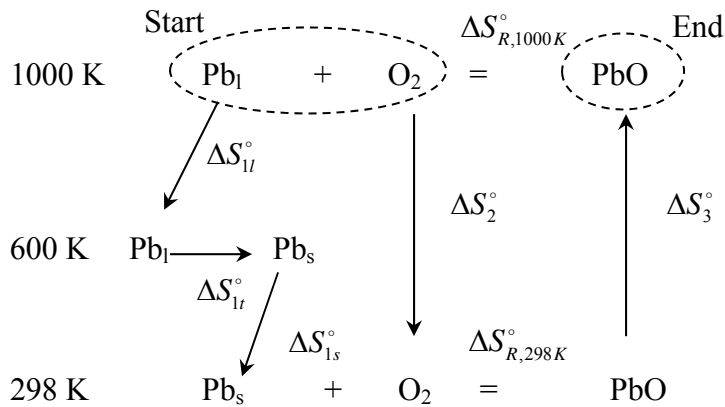 Start
End
1000 K Pbₗ + O₂ = ΔS°R,1000K PbO
ΔS°1l
ΔS°2
ΔS°3
600 K Pbₗ Pbₛ
ΔS°1t
ΔS°1s
ΔS°R,298K
298 K Pbₛ + O₂ = PbO